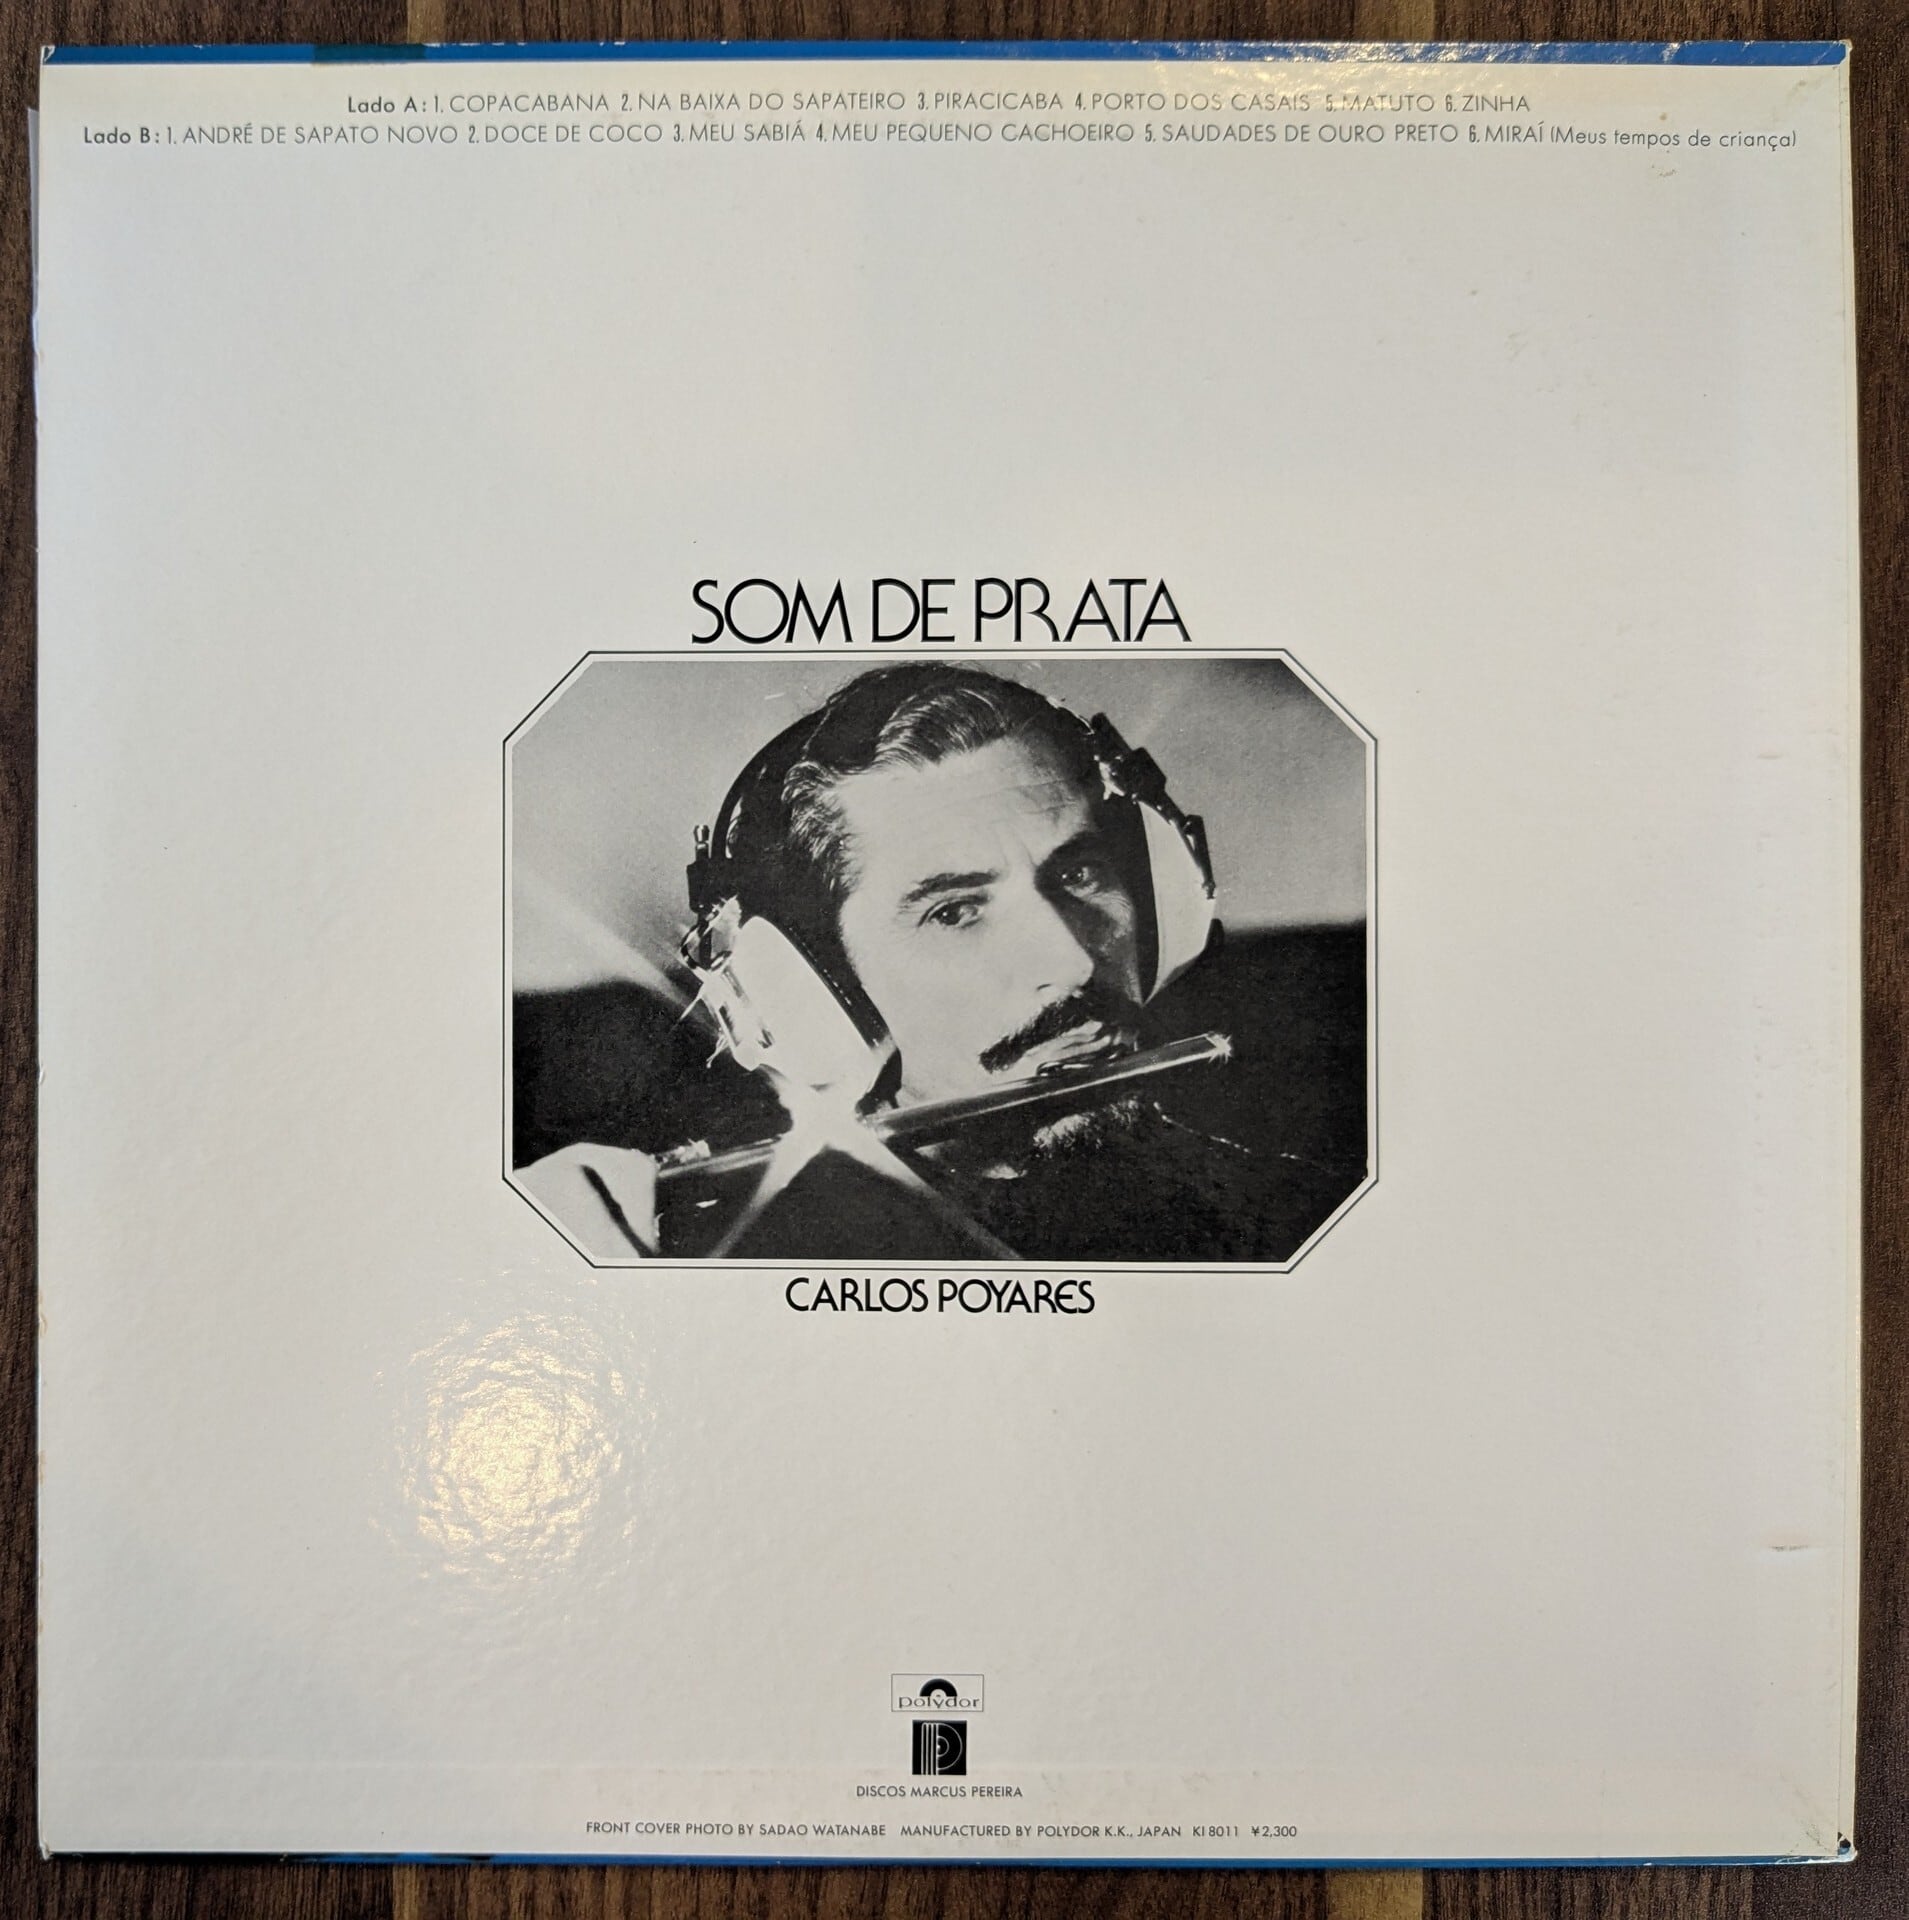 Lado A: 1. COPACABANA 2. NA BAIXA DO SAPATEIRO 3. PIRACICABA 4. PORTO DOS CASAIS 5. MATUTO 6. ZINHA
Lado B: 1. ANDRÉ DE SAPATO NOVO 2. DOCE DE COCO 3. MEU SABIÁ 4. MEU PEQUENO CACHOEIRO 5. SAUDADES DE OURO PRETO 6. MIRAÍ (Meus tempos de criança)
SOM DE PRATA
CARLOS POYARES
polydor
DISCOS MARCUS PEREIRA
FRONT COVER PHOTO BY SADAO WATANABE MANUFACTURED BY POLYDOR K.K., JAPAN KI 8011 ¥2,300